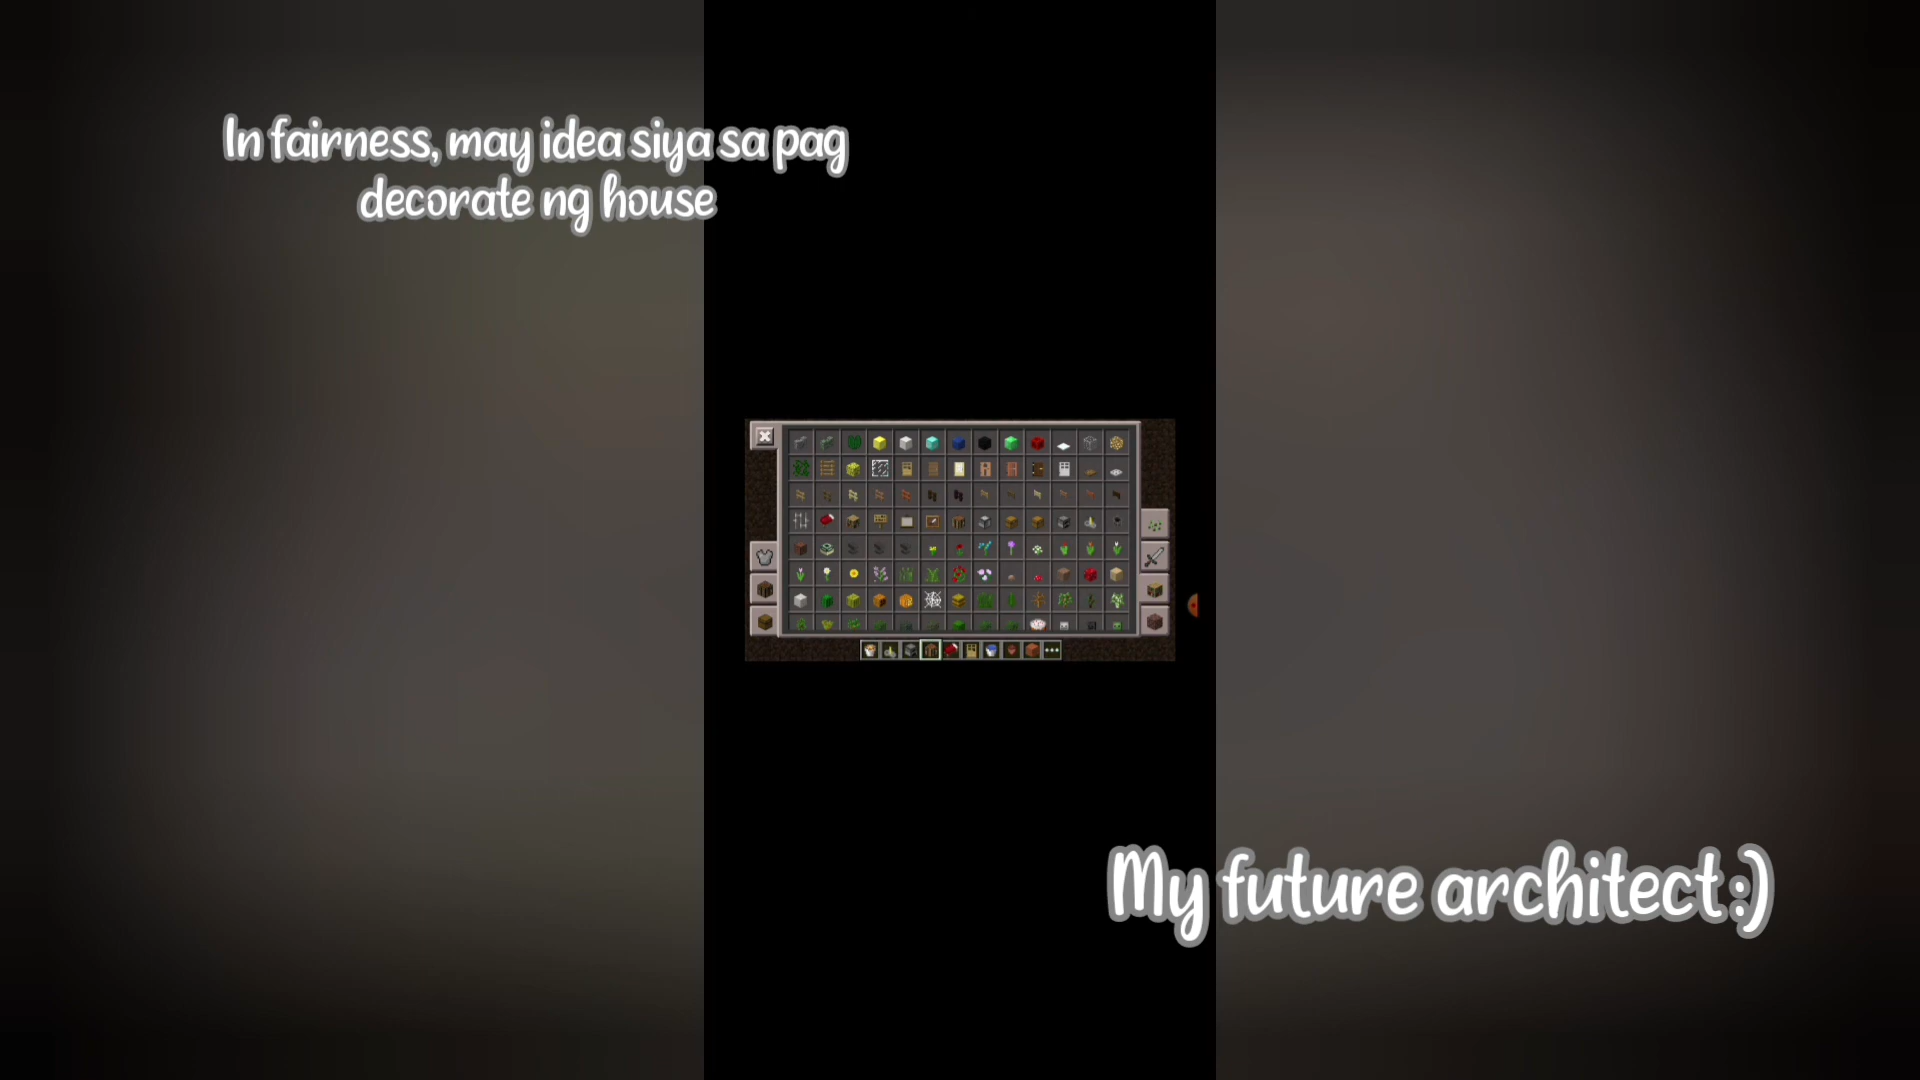 In fairness, may idea siya sa pag
decorate ng house
My future architect :)